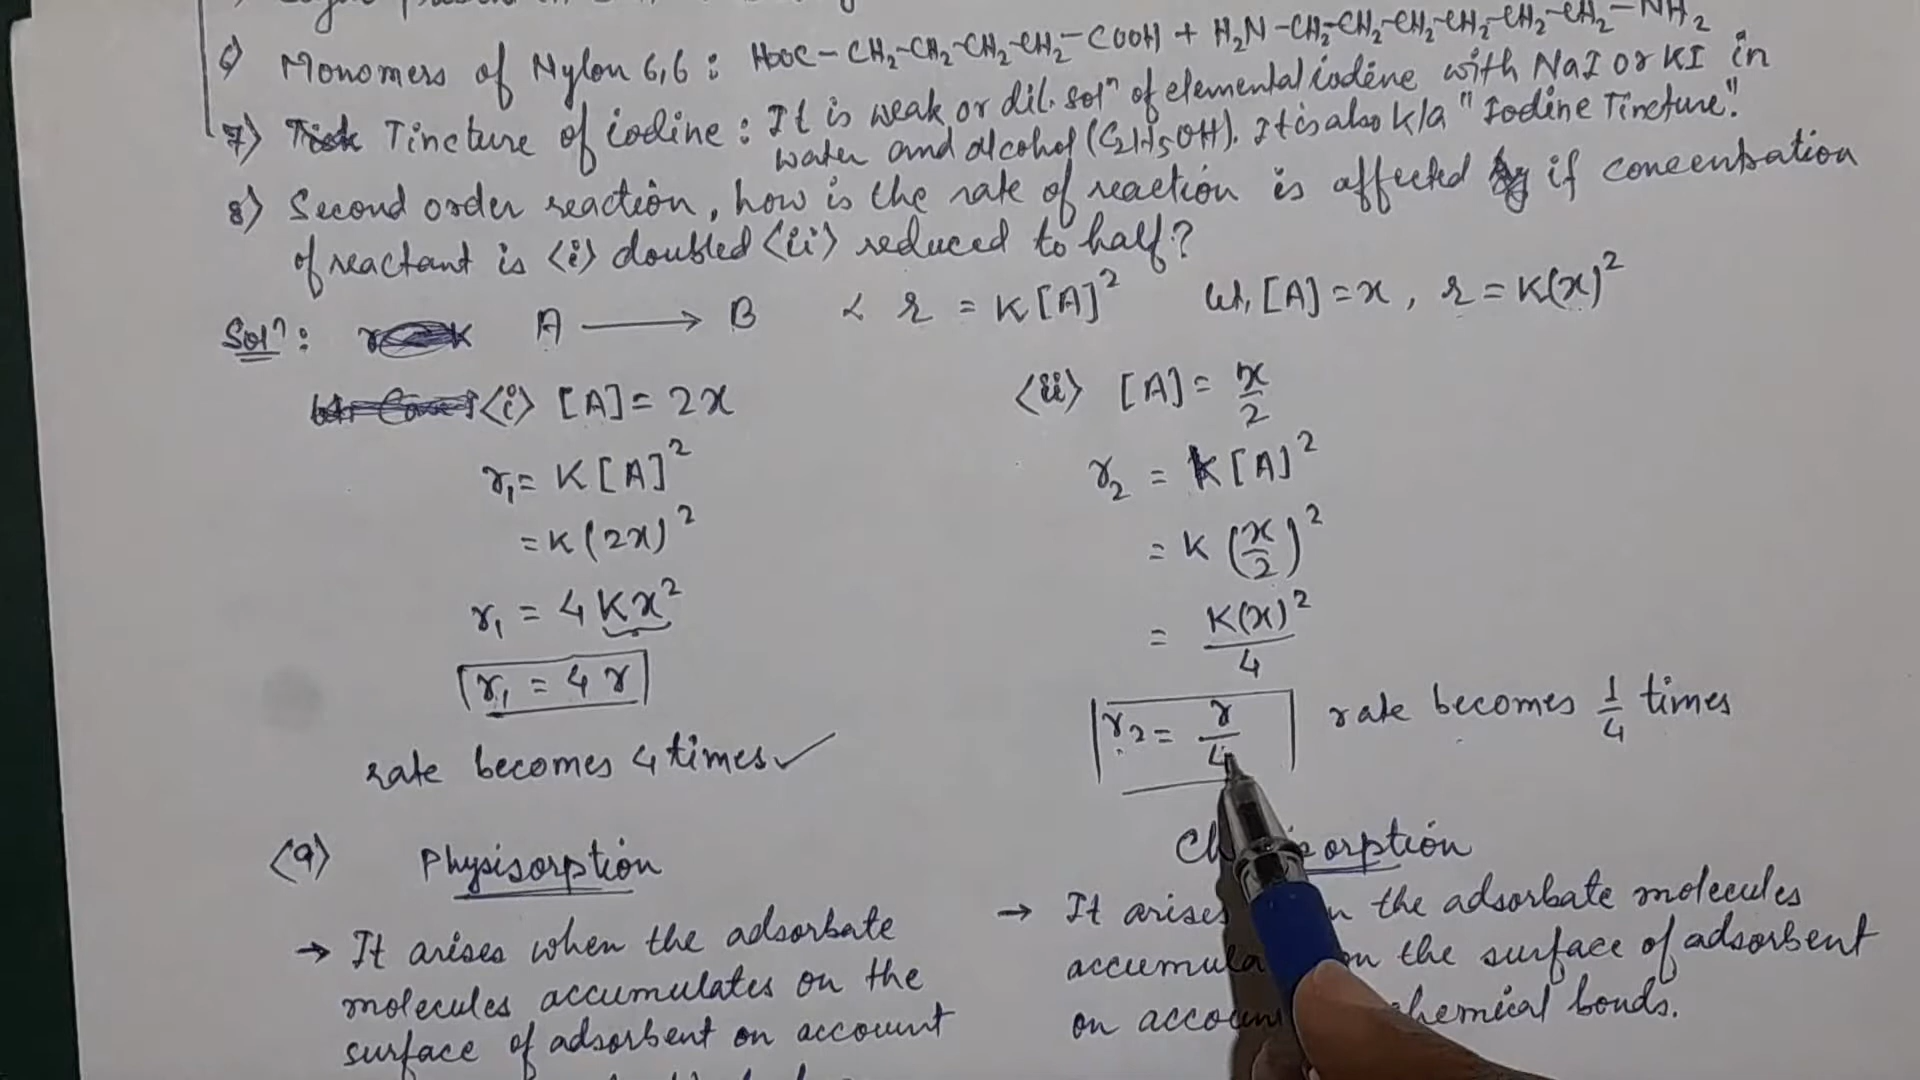 6) Monomers of Nylon 6,6 : HOOC-CH₂-CH₂-CH₂-CH₂-COOH + H₂N-CH₂-CH₂-CH₂-CH₂-CH₂-CH₂-NH₂
7) Tincture of iodine : It is weak or dil. solⁿ of elemental iodine with NaI or KI in
water and alcohol (C₂H₅OH). It is also k/a "Iodine Tincture".
8) Second order reaction, how is the rate of reaction is affected if concentration
of reactant is <i> doubled <ii> reduced to half?
Solⁿ: A ⟶ B & r = K[A]² let, [A] = x, r = K(x)²
<i> [A] = 2x
r₁ = K[A]²
= K(2x)²
r₁ = 4Kx²
r₁ = 4r
rate becomes 4 times ✓
<ii> [A] = x/2
r₂ = K[A]²
= K(x/2)²
= K(x)²/4
r₂ = r/4 rate becomes 1/4 times
<9> Physisorption
→ It arises when the adsorbate
molecules accumulates on the
surface of adsorbent on account
→ It arises the adsorbate molecules
on the surface of adsorbent
on chemical bonds.